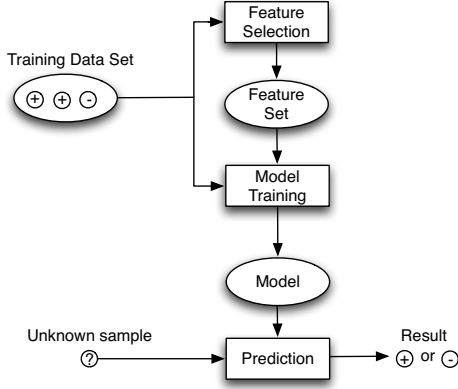 Feature
Selection
Training Data Set
+ + -
Feature
Set
Model
Training
Model
Unknown sample
?
Prediction
Result
+ or -